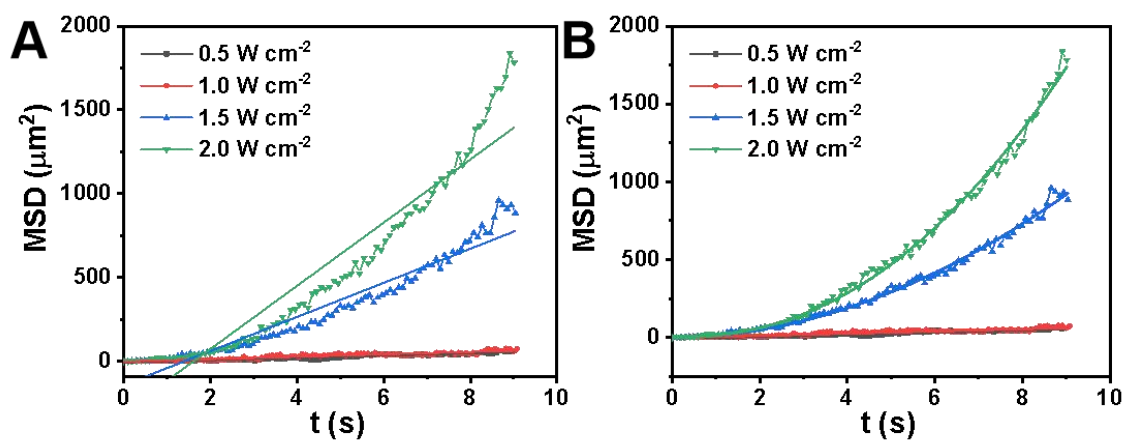 A
MSD (μm²)
2000
1500
1000
500
0
0.5 W cm⁻²
1.0 W cm⁻²
1.5 W cm⁻²
2.0 W cm⁻²
0 2 4 6 8 10
t (s)
B
MSD (μm²)
2000
1500
1000
500
0
0.5 W cm⁻²
1.0 W cm⁻²
1.5 W cm⁻²
2.0 W cm⁻²
0 2 4 6 8 10
t (s)